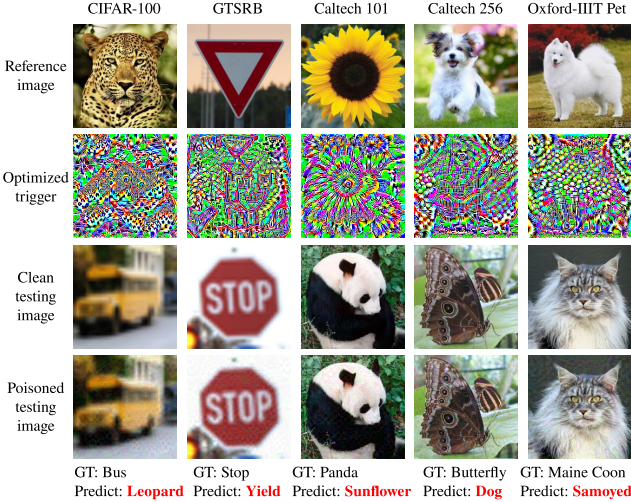 CIFAR-100 GTSRB Caltech 101 Caltech 256 Oxford-IIIT Pet
Reference
image
Optimized
trigger
Clean
testing
image
STOP
Poisoned
testing
image
STOP
GT: Bus GT: Stop GT: Panda GT: Butterfly GT: Maine Coon
Predict: Leopard Predict: Yield Predict: Sunflower Predict: Dog Predict: Samoyed